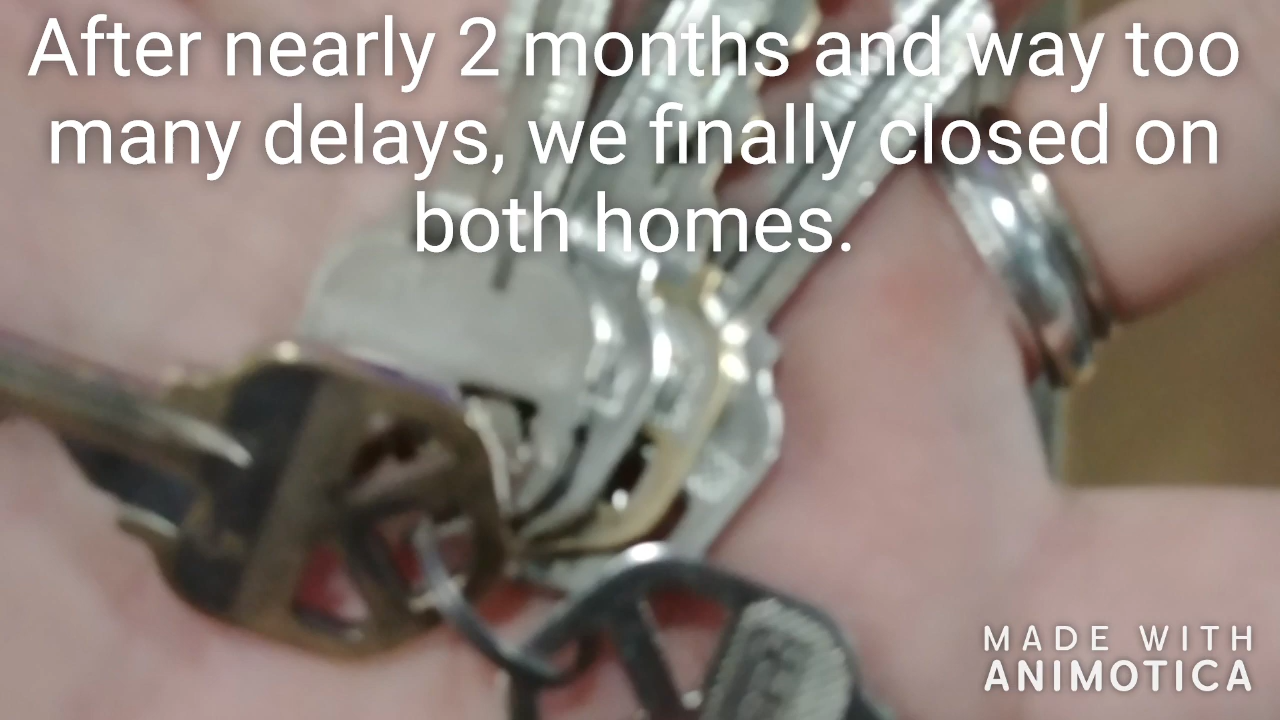 After nearly 2 months and way too
many delays, we finally closed on
both homes.
MADE WITH
ANIMOTICA